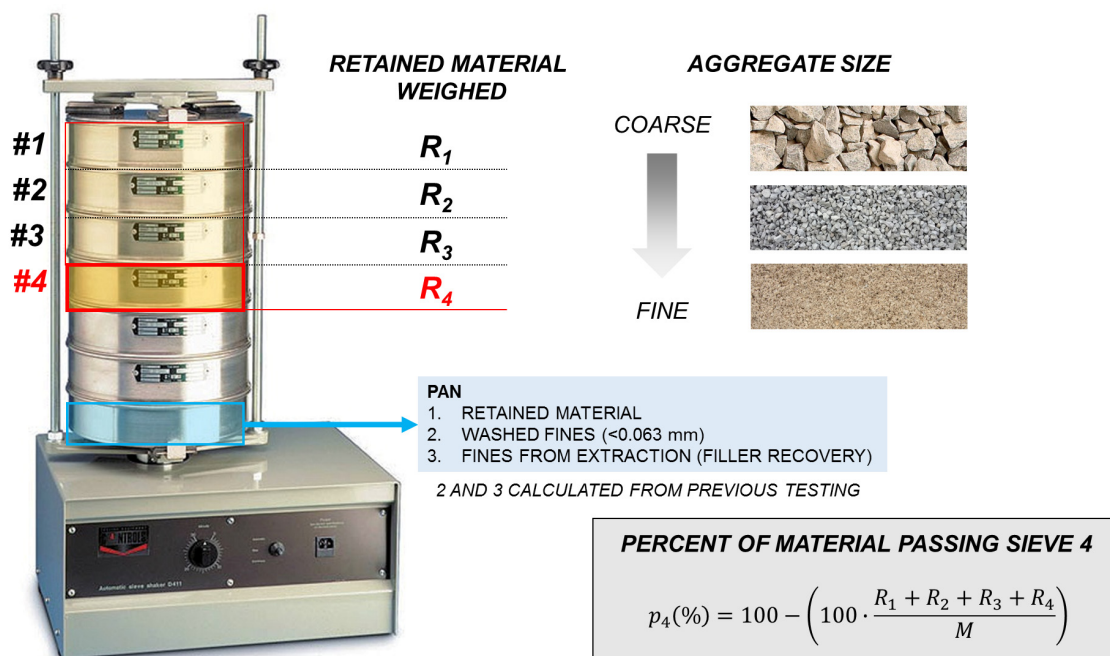 RETAINED MATERIAL
WEIGHED
AGGREGATE SIZE
#1
R₁
COARSE
#2
R₂
#3
R₃
#4
R₄
FINE
PAN
1. RETAINED MATERIAL
2. WASHED FINES (<0.063 mm)
3. FINES FROM EXTRACTION (FILLER RECOVERY)
2 AND 3 CALCULATED FROM PREVIOUS TESTING
PERCENT OF MATERIAL PASSING SIEVE 4
p₄(%) = 100 − (100 · (R₁ + R₂ + R₃ + R₄)/M)
CONTROLS
Automatic sieve shaker D411